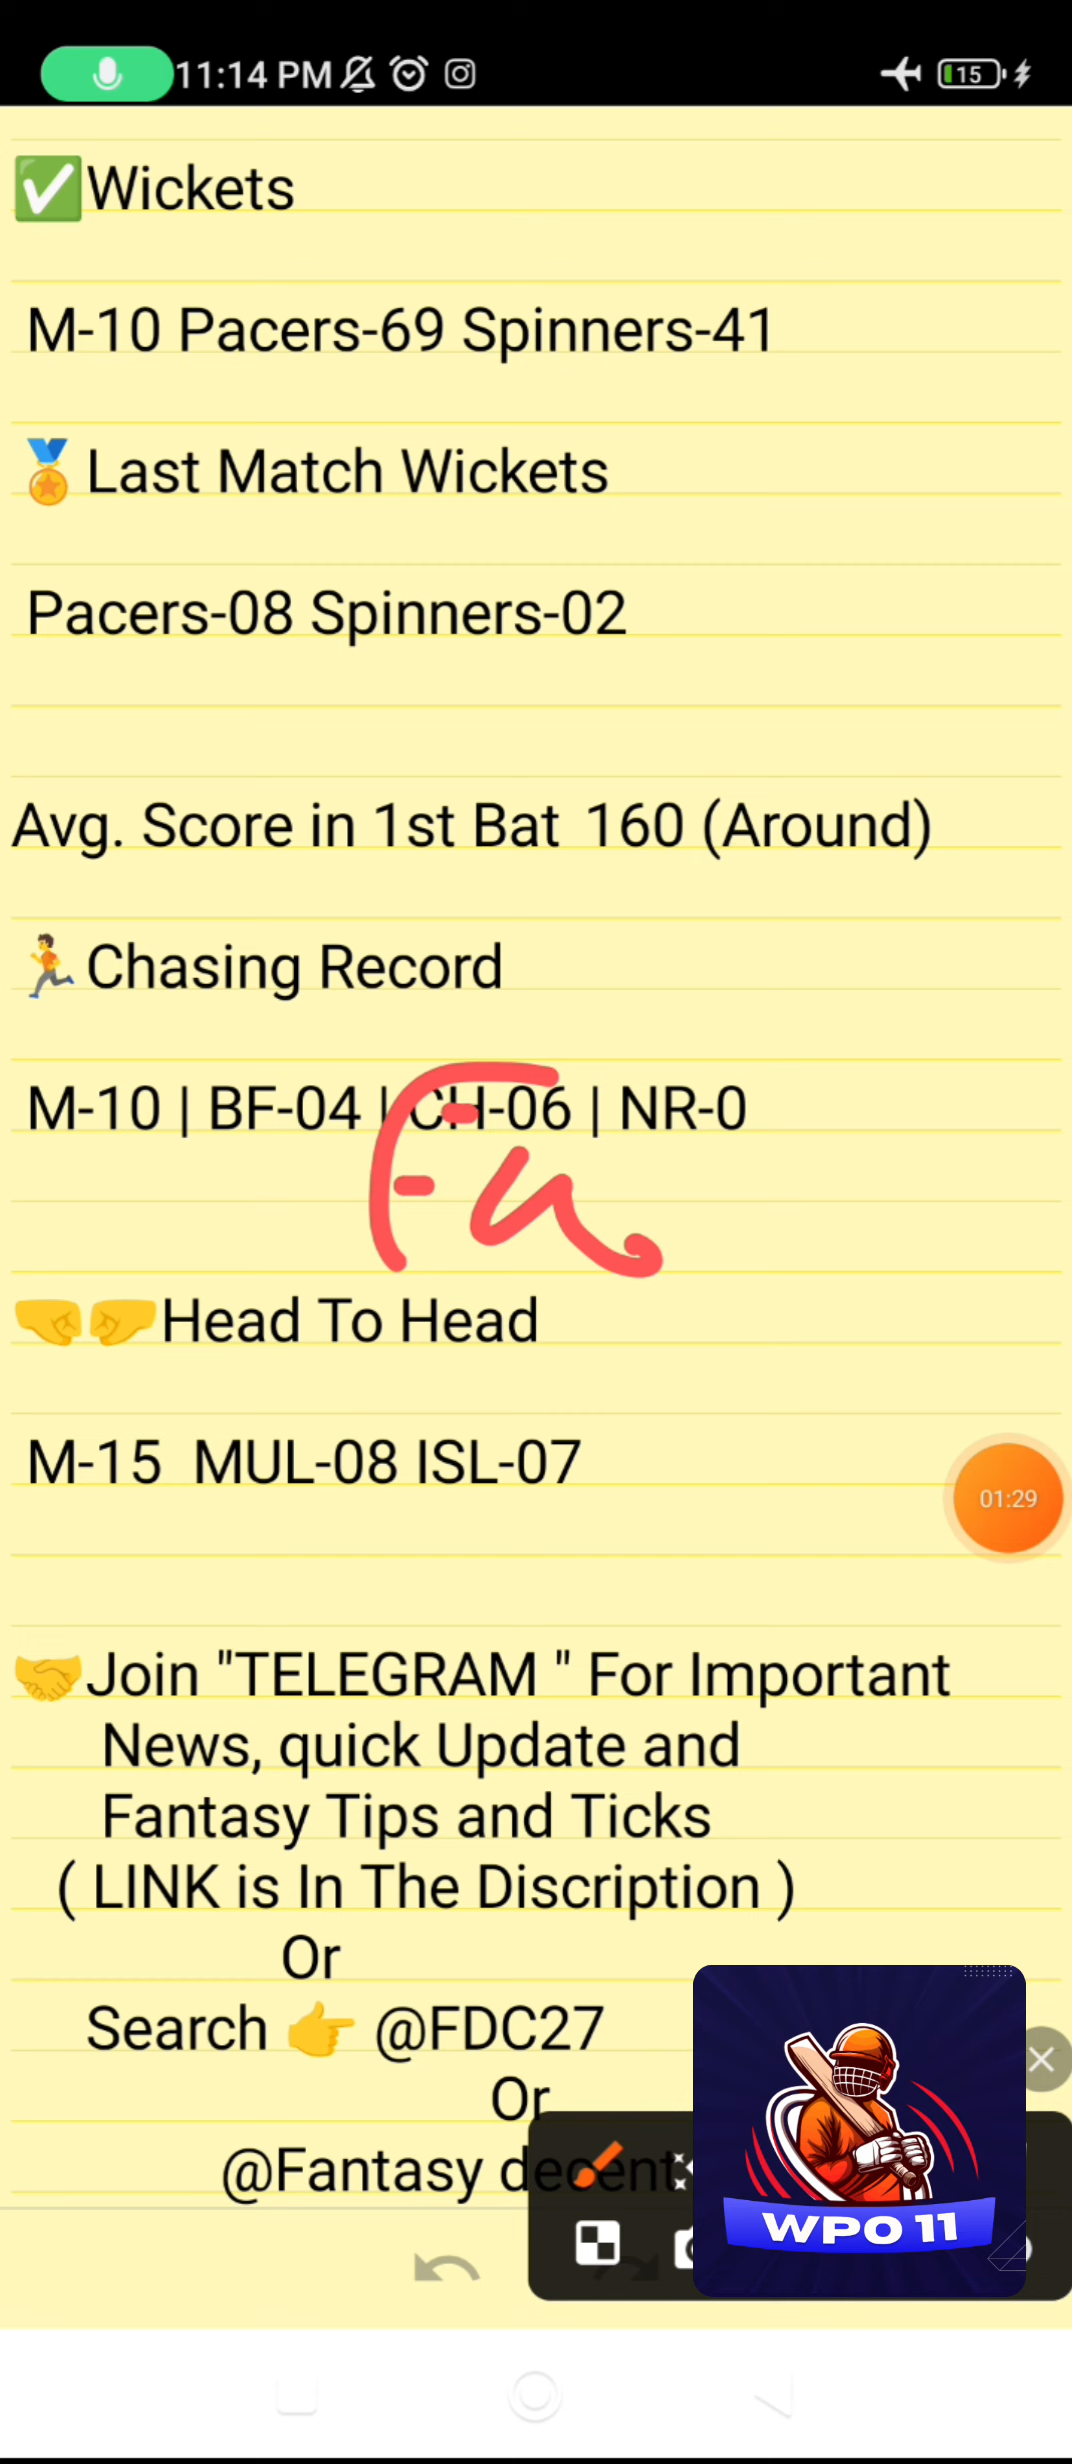 11:14 PM 15
✅Wickets
M-10 Pacers-69 Spinners-41
🏅Last Match Wickets
Pacers-08 Spinners-02
Avg. Score in 1st Bat 160 (Around)
🏃Chasing Record
M-10 | BF-04 | CH-06 | NR-0
🤜🤛Head To Head
M-15 MUL-08 ISL-07
01:29
🤝Join "TELEGRAM " For Important
News, quick Update and
Fantasy Tips and Ticks
( LINK is In The Discription )
Or
Search 👉 @FDC27
Or
@Fantasy decent
WPO 11